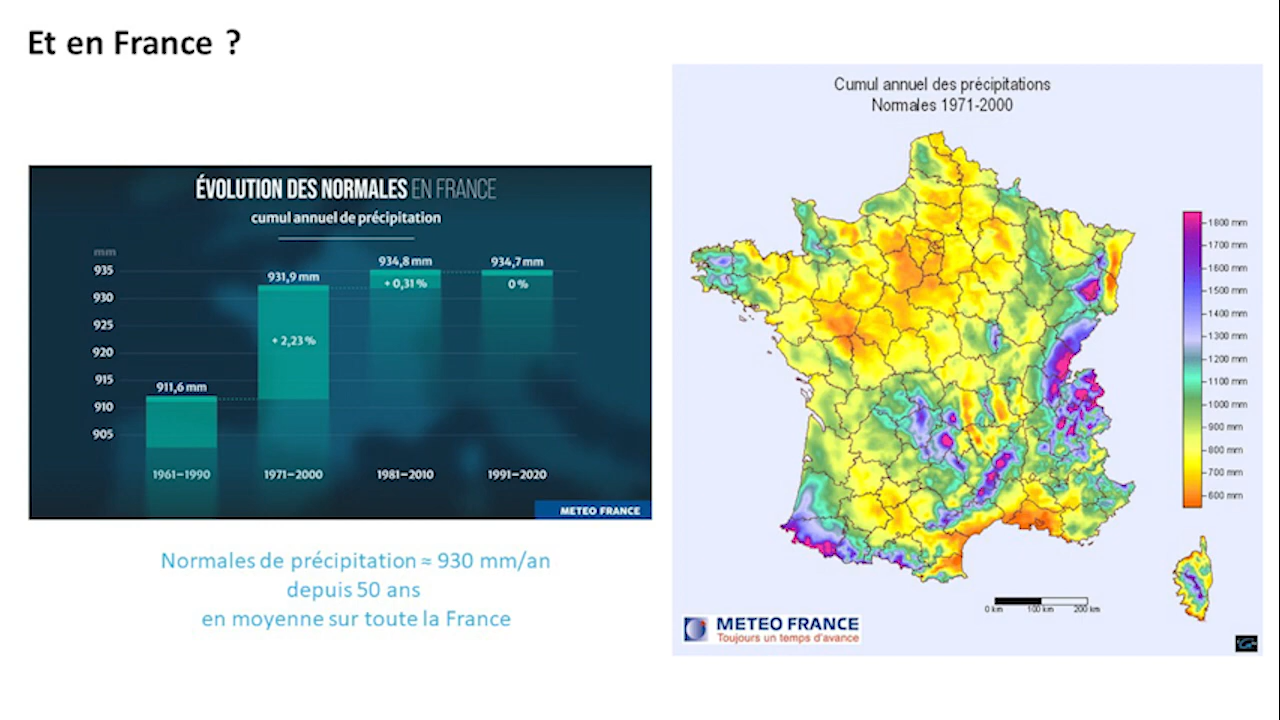 Et en France ?
ÉVOLUTION DES NORMALES EN FRANCE
cumul annuel de précipitation
mm
935
930
925
920
915
910
905
911,6 mm
931,9 mm
934,8 mm
934,7 mm
+ 2,23 %
+ 0,31 %
0 %
1961–1990
1971–2000
1981–2010
1991–2020
METEO FRANCE
Normales de précipitation ≈ 930 mm/an
depuis 50 ans
en moyenne sur toute la France
Cumul annuel des précipitations
Normales 1971-2000
1800 mm
1700 mm
1600 mm
1500 mm
1400 mm
1300 mm
1200 mm
1100 mm
1000 mm
900 mm
800 mm
700 mm
600 mm
0 km 100 km 200 km
METEO FRANCE
Toujours un temps d'avance